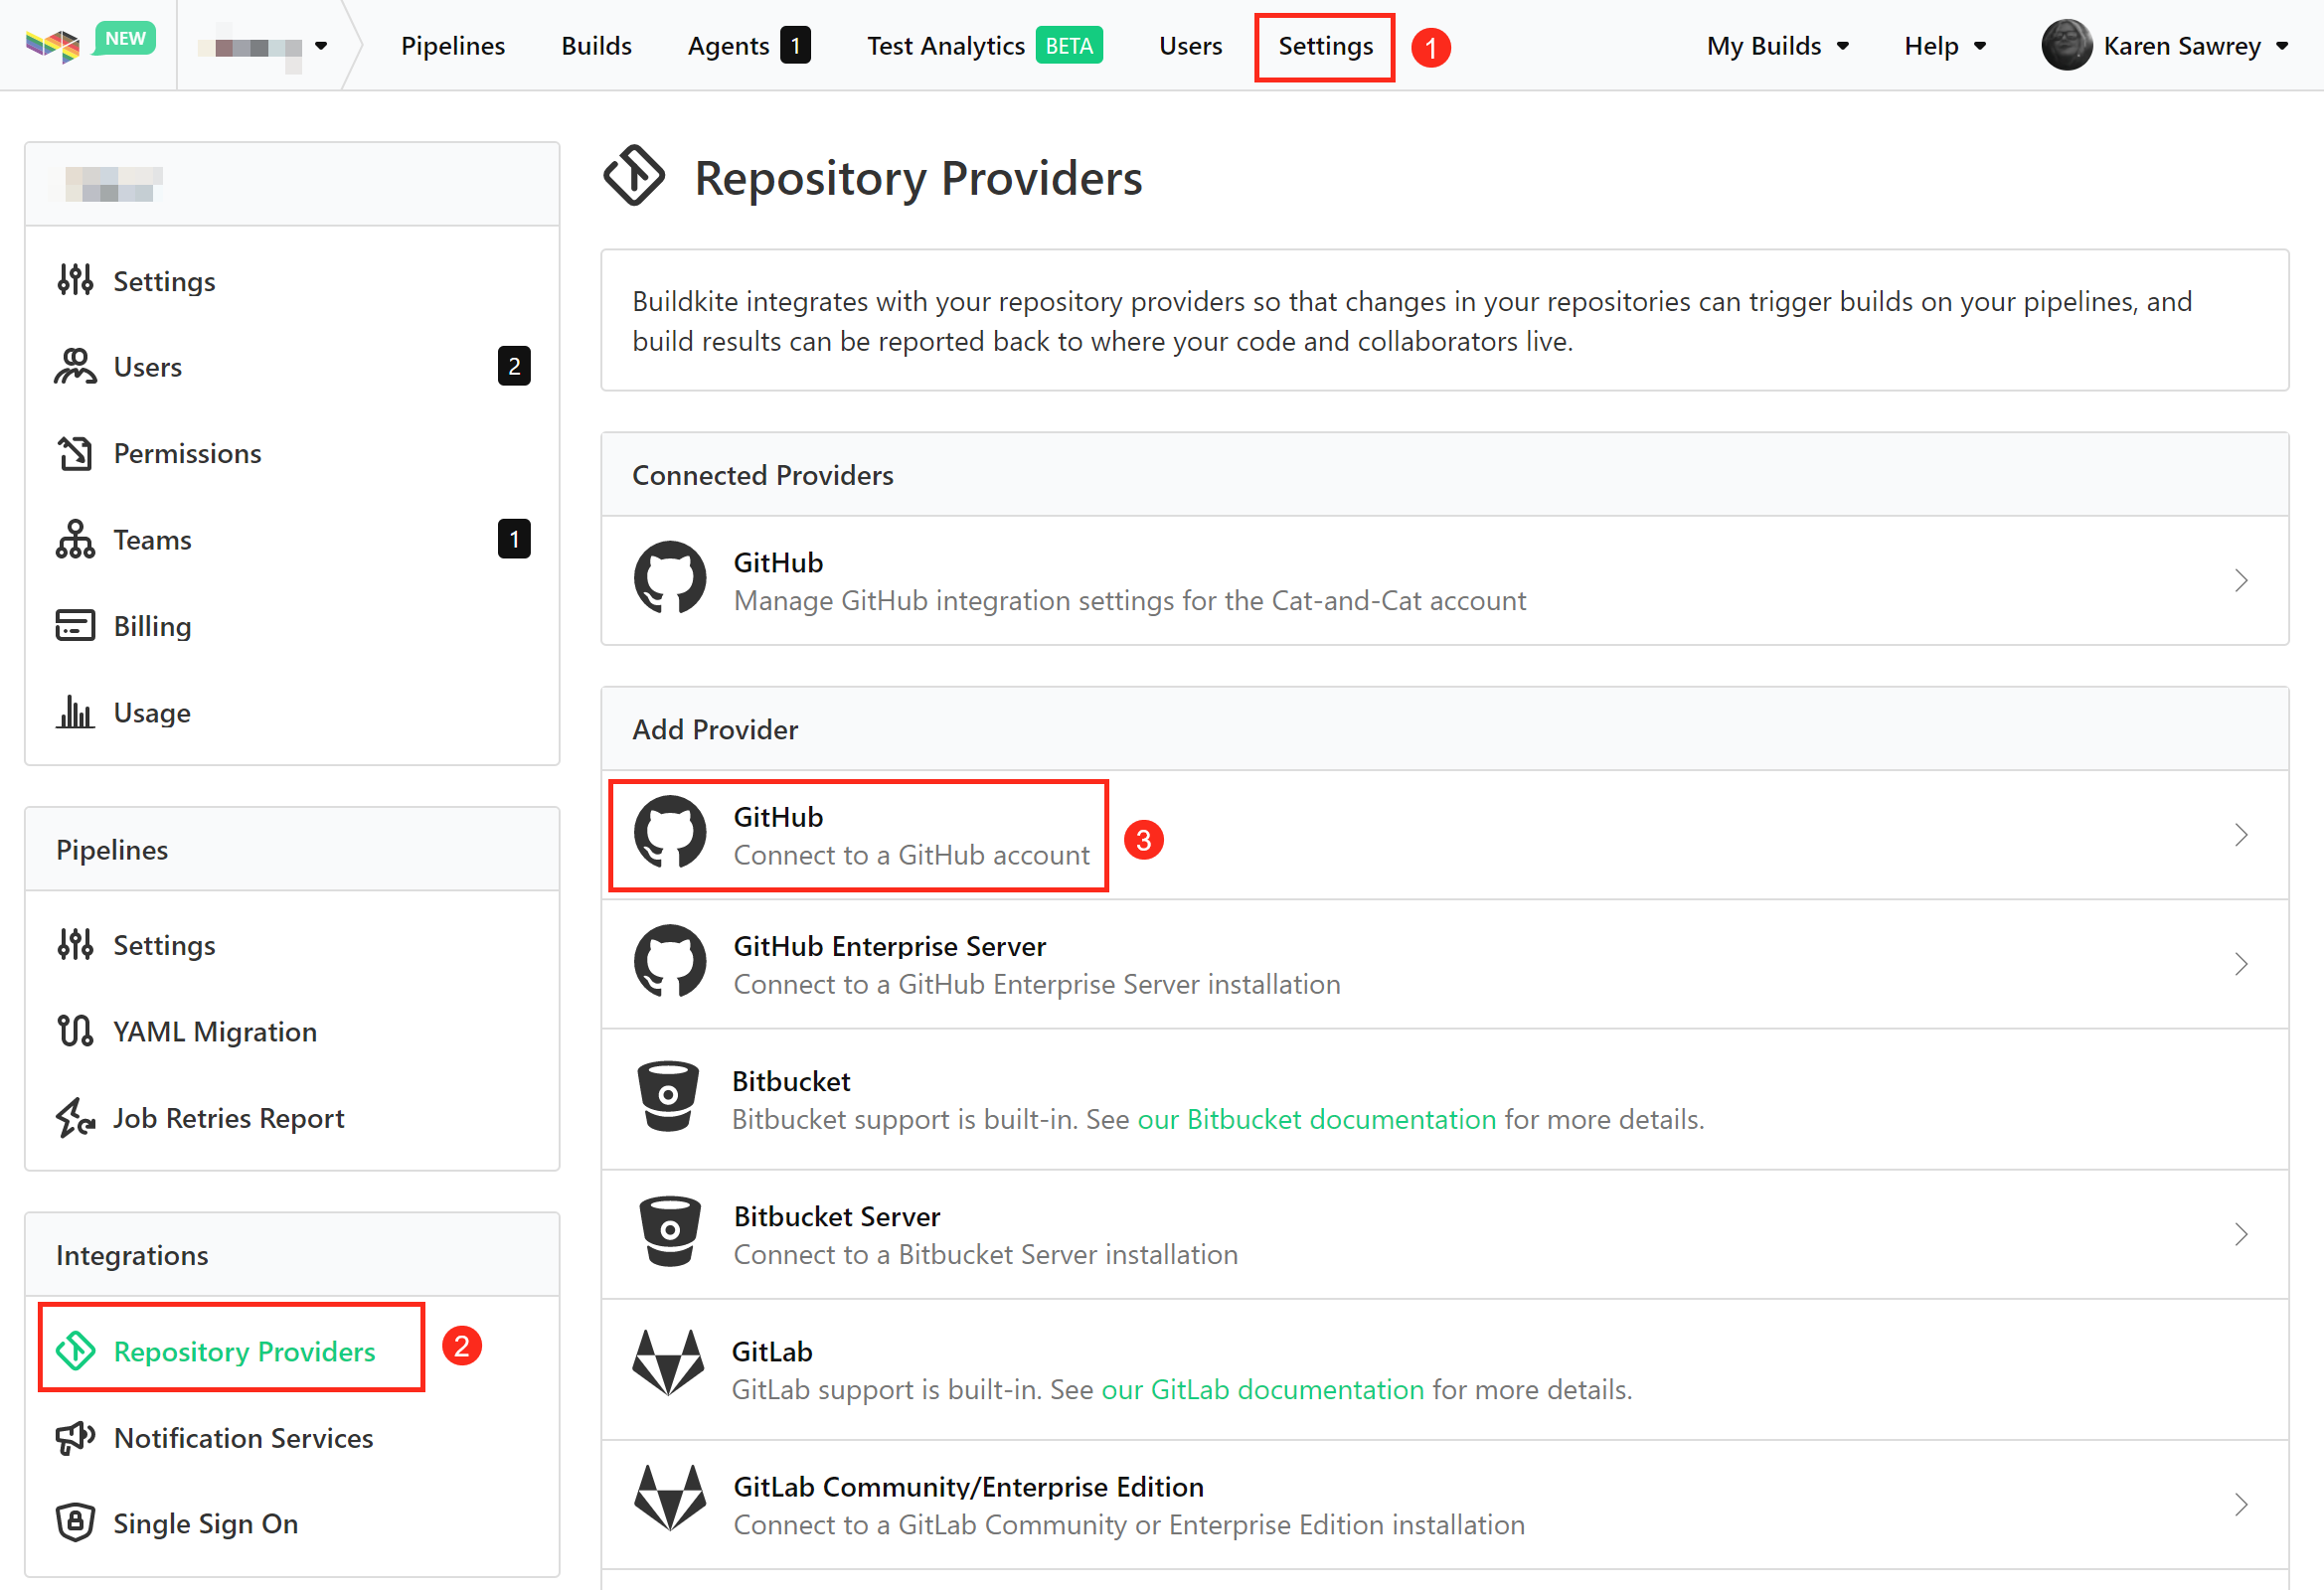 NEW
Pipelines Builds Agents 1 Test Analytics BETA Users Settings 1 My Builds Help Karen Sawrey
Settings
Users 2
Permissions
Teams 1
Billing
Usage
Pipelines
Settings
YAML Migration
Job Retries Report
Integrations
Repository Providers 2
Notification Services
Single Sign On
Repository Providers
Buildkite integrates with your repository providers so that changes in your repositories can trigger builds on your pipelines, and
build results can be reported back to where your code and collaborators live.
Connected Providers
GitHub
Manage GitHub integration settings for the Cat-and-Cat account
Add Provider
GitHub
Connect to a GitHub account
3
GitHub Enterprise Server
Connect to a GitHub Enterprise Server installation
Bitbucket
Bitbucket support is built-in. See our Bitbucket documentation for more details.
Bitbucket Server
Connect to a Bitbucket Server installation
GitLab
GitLab support is built-in. See our GitLab documentation for more details.
GitLab Community/Enterprise Edition
Connect to a GitLab Community or Enterprise Edition installation